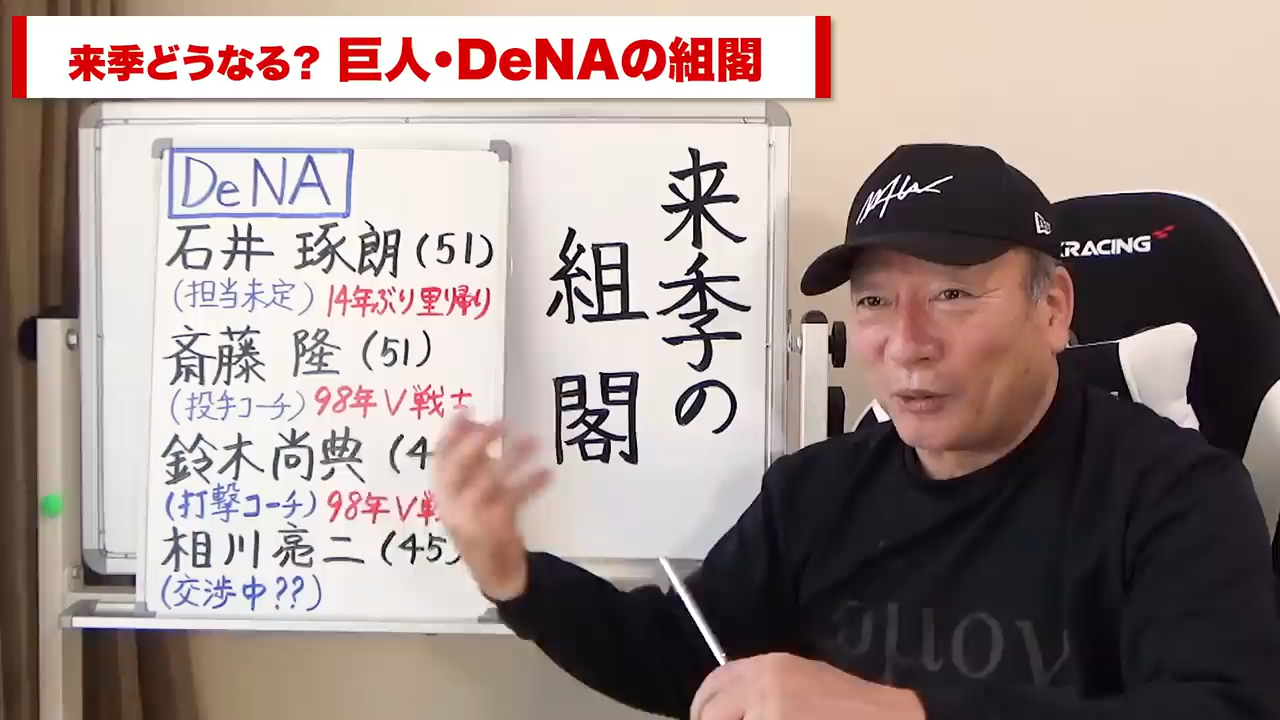 来季どうなる? 巨人・DeNAの組閣
DeNA
石井 琢朗(51)
(担当未定) 14年ぶり里帰り
斎藤 隆(51)
(投手コーチ) 98年V戦士
鈴木尚典(4
(打撃コーチ) 98年V戦
相川亮二(45)
(交渉中??)
来季の
組閣
RACING